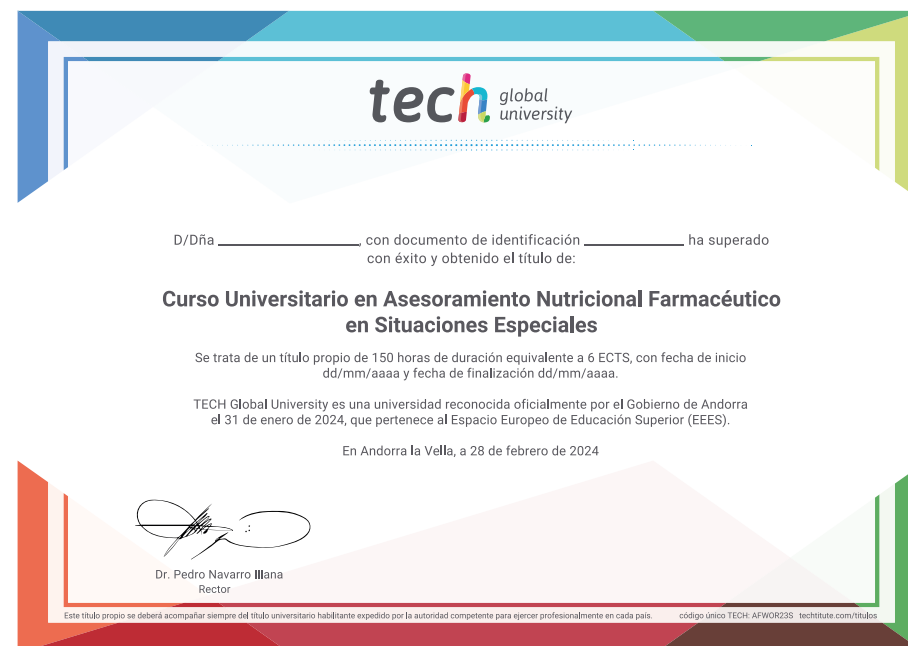 tech global university
D/Dña ____________________, con documento de identificación ______________ ha superado
con éxito y obtenido el título de:
Curso Universitario en Asesoramiento Nutricional Farmacéutico
en Situaciones Especiales
Se trata de un título propio de 150 horas de duración equivalente a 6 ECTS, con fecha de inicio
dd/mm/aaaa y fecha de finalización dd/mm/aaaa.
TECH Global University es una universidad reconocida oficialmente por el Gobierno de Andorra
el 31 de enero de 2024, que pertenece al Espacio Europeo de Educación Superior (EEES).
En Andorra la Vella, a 28 de febrero de 2024
Dr. Pedro Navarro Illana
Rector
Este título propio se deberá acompañar siempre del título universitario habilitante expedido por la autoridad competente para ejercer profesionalmente en cada país. código único TECH: AFWOR23S techtitute.com/titulos